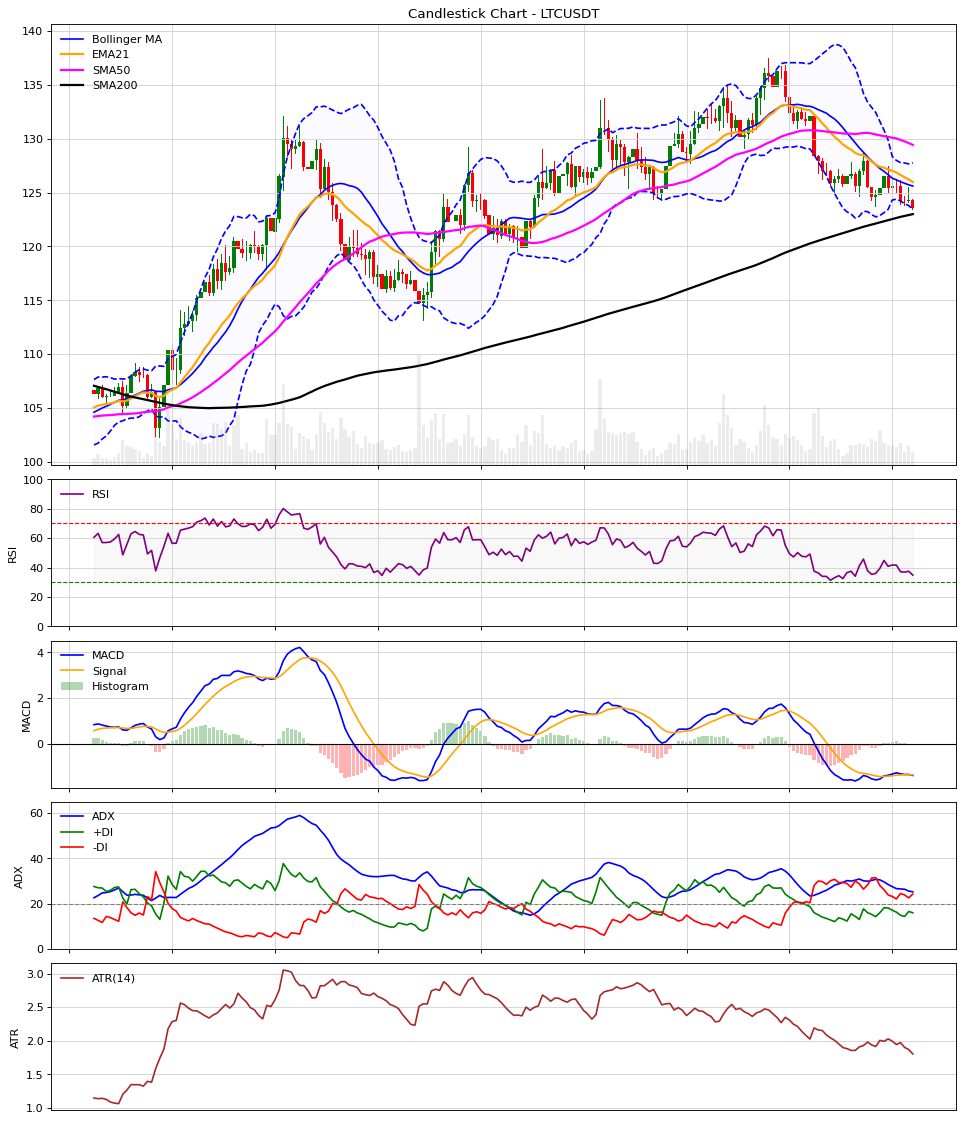 Candlestick Chart - LTCUSDT
140
135
130
125
120
115
110
105
100
Bollinger MA
EMA21
SMA50
SMA200
100
80
60
40
20
0
RSI
RSI
4
2
0
MACD
MACD
Signal
Histogram
60
40
20
0
ADX
ADX
+DI
-DI
3.0
2.5
2.0
1.5
1.0
ATR
ATR(14)